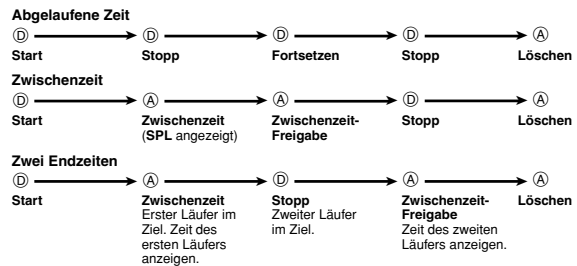 Abgelaufene Zeit
Ⓓ Ⓓ Ⓓ Ⓓ Ⓐ
Start Stopp Fortsetzen Stopp Löschen
Zwischenzeit
Ⓓ Ⓐ Ⓐ Ⓓ Ⓐ
Start Zwischenzeit Zwischenzeit- Stopp Löschen
(SPL angezeigt) Freigabe
Zwei Endzeiten
Ⓓ Ⓐ Ⓓ Ⓐ Ⓐ
Start Zwischenzeit Stopp Zwischenzeit- Löschen
Erster Läufer im Zweiter Läufer Freigabe
Ziel. Zeit des im Ziel. Zeit des zweiten
ersten Läufers Läufers anzeigen.
anzeigen.